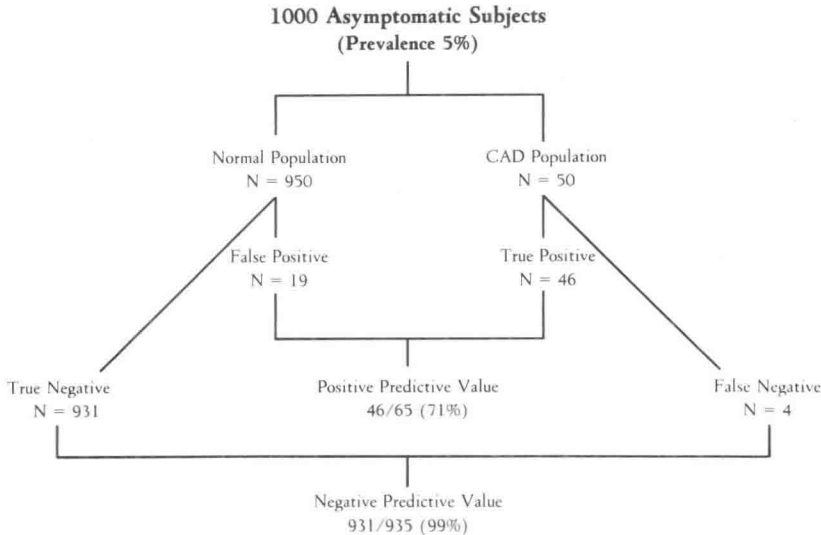 1000 Asymptomatic Subjects
(Prevalence 5%)
Normal Population
N = 950
CAD Population
N = 50
False Positive
N = 19
True Positive
N = 46
True Negative
N = 931
Positive Predictive Value
46/65 (71%)
False Negative
N = 4
Negative Predictive Value
931/935 (99%)